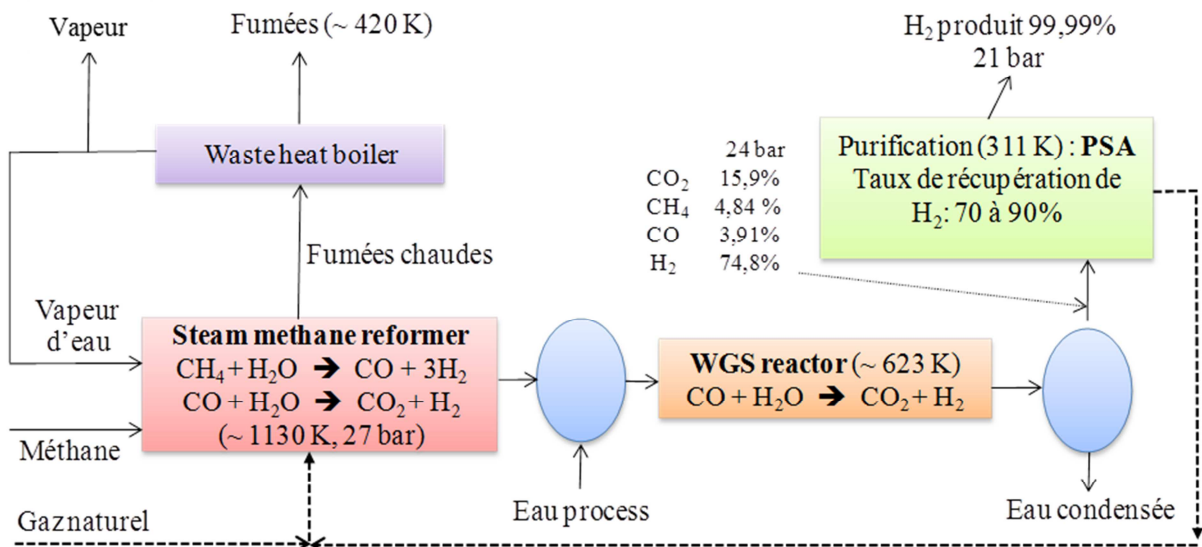 Vapeur
Fumées (~ 420 K)
H₂ produit 99,99%
21 bar
Waste heat boiler
Purification (311 K) : PSA
Taux de récupération de
H₂: 70 à 90%
24 bar
CO₂ 15,9%
CH₄ 4,84 %
CO 3,91%
H₂ 74,8%
Fumées chaudes
Vapeur
d'eau
Steam methane reformer
CH₄ + H₂O ➔ CO + 3H₂
CO + H₂O ➔ CO₂ + H₂
(~ 1130 K, 27 bar)
WGS reactor (~ 623 K)
CO + H₂O ➔ CO₂ + H₂
Méthane
Gaz naturel
Eau process
Eau condensée